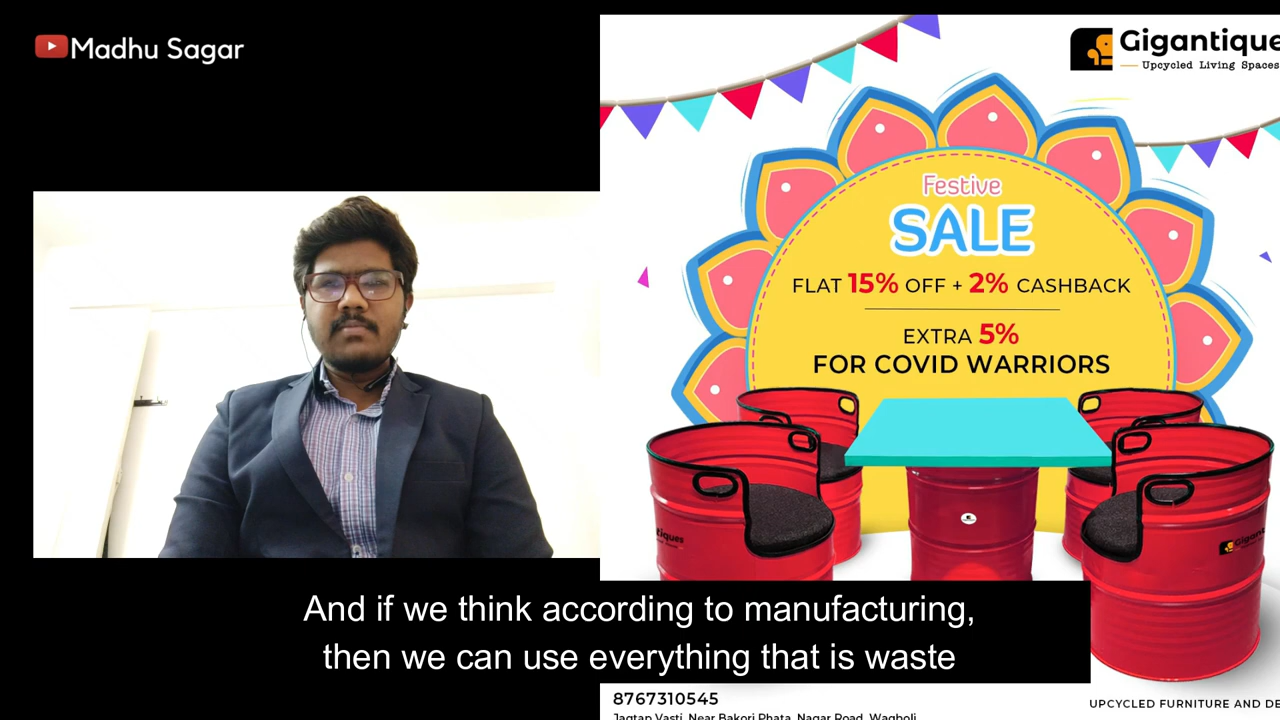 Madhu Sagar
Gigantique
Upcycled Living Spaces
Festive
SALE
FLAT 15% OFF + 2% CASHBACK
EXTRA 5%
FOR COVID WARRIORS
tiques
And if we think according to manufacturing,
then we can use everything that is waste
8767310545
Jagtap Vasti, Near Bakori Phata, Nagar Road, Wagholi
UPCYCLED FURNITURE AND DE